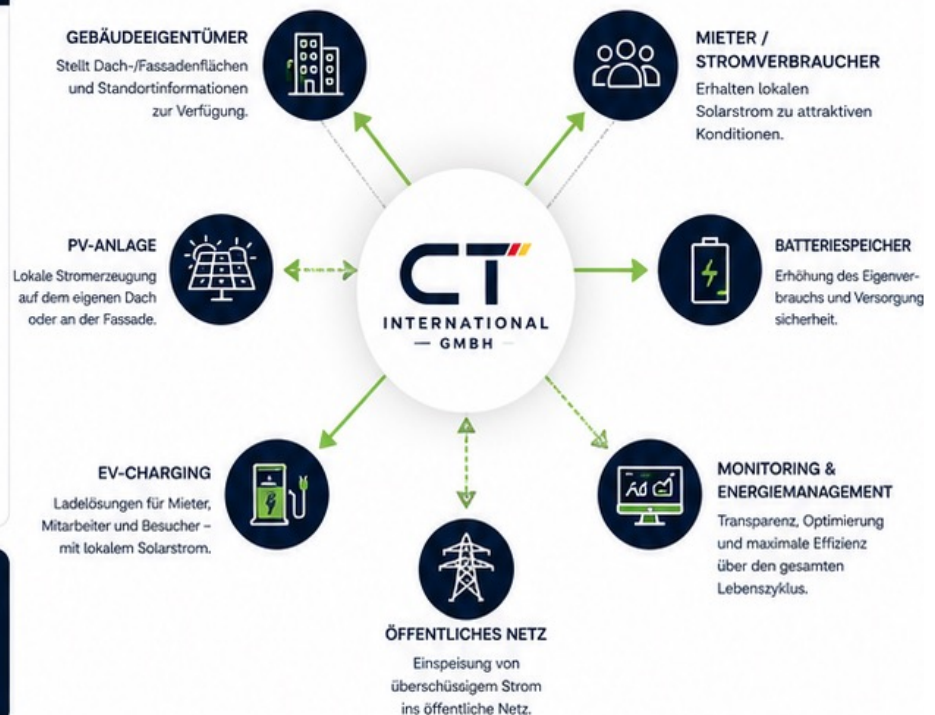 GEBÄUDEEIGENTÜMER
Stellt Dach-/Fassadenflächen
und Standortinformationen
zur Verfügung.
MIETER /
STROMVERBRAUCHER
Erhalten lokalen
Solarstrom zu attraktiven
Konditionen.
PV-ANLAGE
Lokale Stromerzeugung
auf dem eigenen Dach
oder an der Fassade.
CT
INTERNATIONAL
— GMBH —
BATTERIESPEICHER
Erhöhung des Eigenver-
brauchs und Versorgung
sicherheit.
EV-CHARGING
Ladelösungen für Mieter,
Mitarbeiter und Besucher –
mit lokalem Solarstrom.
MONITORING &
ENERGIEMANAGEMENT
Transparenz, Optimierung
und maximale Effizienz
über den gesamten
Lebenszyklus.
ÖFFENTLICHES NETZ
Einspeisung von
überschüssigem Strom
ins öffentliche Netz.